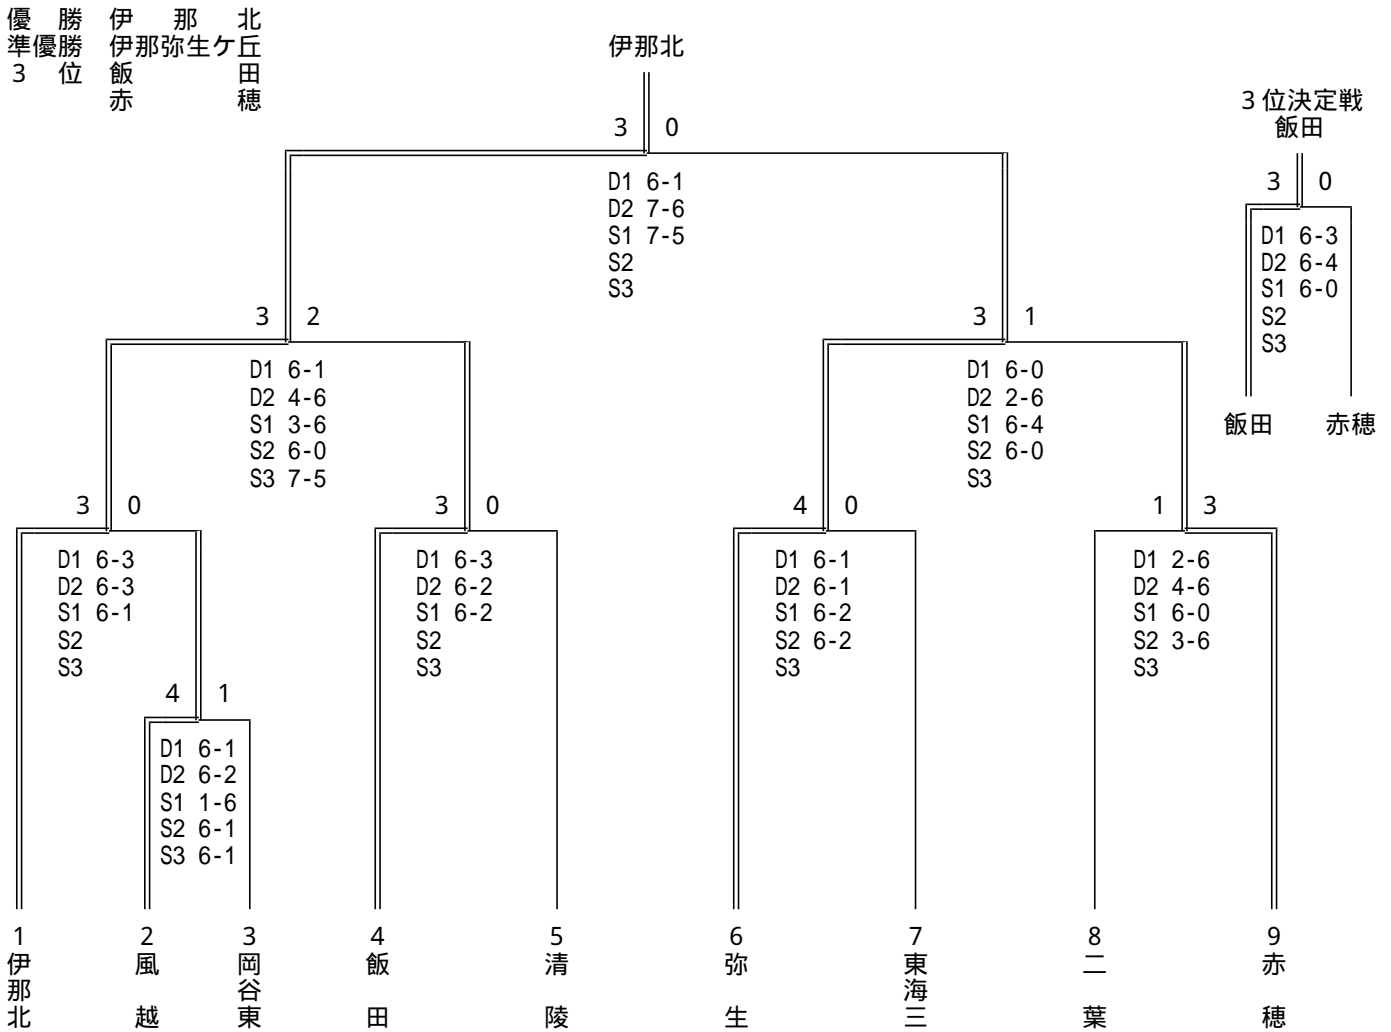 優　勝　伊　那　北
準優勝　伊那弥生ケ丘
3　位　飯　　　田
赤　　　穂
伊那北
3位決定戦
飯田
3 0
D1 6-1
D2 7-6
S1 7-5
S2
S3
3 0
D1 6-3
D2 6-4
S1 6-0
S2
S3
飯田　赤穂
3 2
D1 6-1
D2 4-6
S1 3-6
S2 6-0
S3 7-5
3 1
D1 6-0
D2 2-6
S1 6-4
S2 6-0
S3
3 0
D1 6-3
D2 6-3
S1 6-1
S2
S3
3 0
D1 6-3
D2 6-2
S1 6-2
S2
S3
4 0
D1 6-1
D2 6-1
S1 6-2
S2 6-2
S3
1 3
D1 2-6
D2 4-6
S1 6-0
S2 3-6
S3
4 1
D1 6-1
D2 6-2
S1 1-6
S2 6-1
S3 6-1
1 伊那北
2 風越
3 岡谷東
4 飯田
5 清陵
6 弥生
7 東海三
8 二葉
9 赤穂